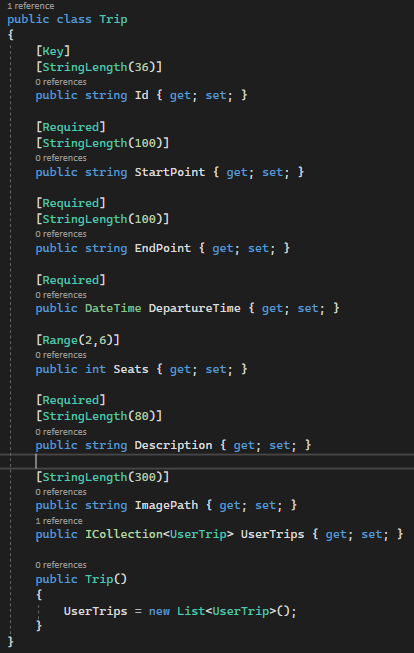 1 reference
public class Trip
{
[Key]
[StringLength(36)]
0 references
public string Id { get; set; }
[Required]
[StringLength(100)]
0 references
public string StartPoint { get; set; }
[Required]
[StringLength(100)]
0 references
public string EndPoint { get; set; }
[Required]
0 references
public DateTime DepartureTime { get; set; }
[Range(2,6)]
0 references
public int Seats { get; set; }
[Required]
[StringLength(80)]
0 references
public string Description { get; set; }
[StringLength(300)]
0 references
public string ImagePath { get; set; }
1 reference
public ICollection<UserTrip> UserTrips { get; set; }
0 references
public Trip()
{
UserTrips = new List<UserTrip>();
}
}